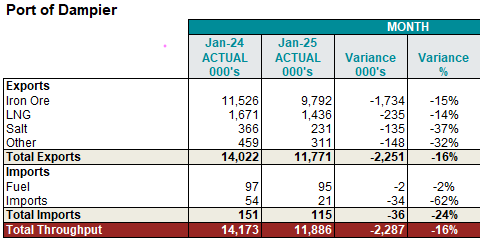 Port of Dampier
MONTH
Jan-24 Jan-25
ACTUAL ACTUAL Variance Variance
000's 000's 000's %
Exports
Iron Ore 11,526 9,792 -1,734 -15%
LNG 1,671 1,436 -235 -14%
Salt 366 231 -135 -37%
Other 459 311 -148 -32%
Total Exports 14,022 11,771 -2,251 -16%
Imports
Fuel 97 95 -2 -2%
Imports 54 21 -34 -62%
Total Imports 151 115 -36 -24%
Total Throughput 14,173 11,886 -2,287 -16%